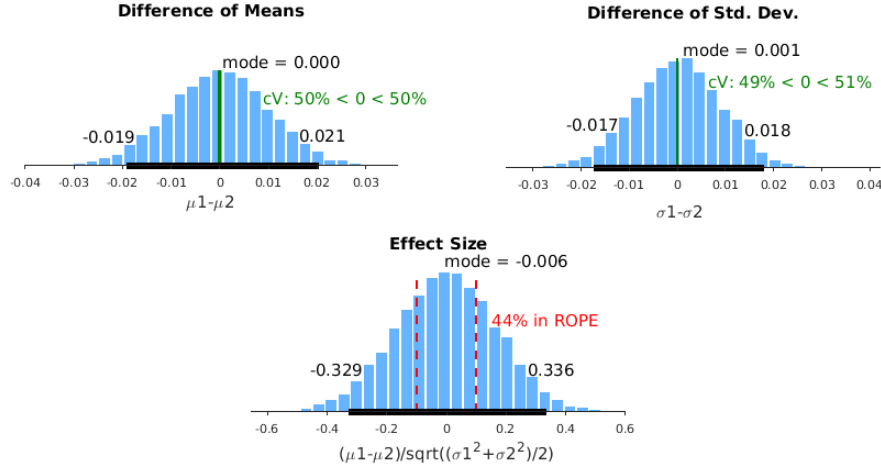 Difference of Means
mode = 0.000
cV: 50% < 0 < 50%
-0.019
0.021
-0.04 -0.03 -0.02 -0.01 0 0.01 0.02 0.03
μ1-μ2
Difference of Std. Dev.
mode = 0.001
cV: 49% < 0 < 51%
-0.017
0.018
-0.03 -0.02 -0.01 0 0.01 0.02 0.03 0.04
σ1-σ2
Effect Size
mode = -0.006
44% in ROPE
-0.329
0.336
-0.6 -0.4 -0.2 0 0.2 0.4 0.6
(μ1-μ2)/sqrt((σ1²+σ2²)/2)